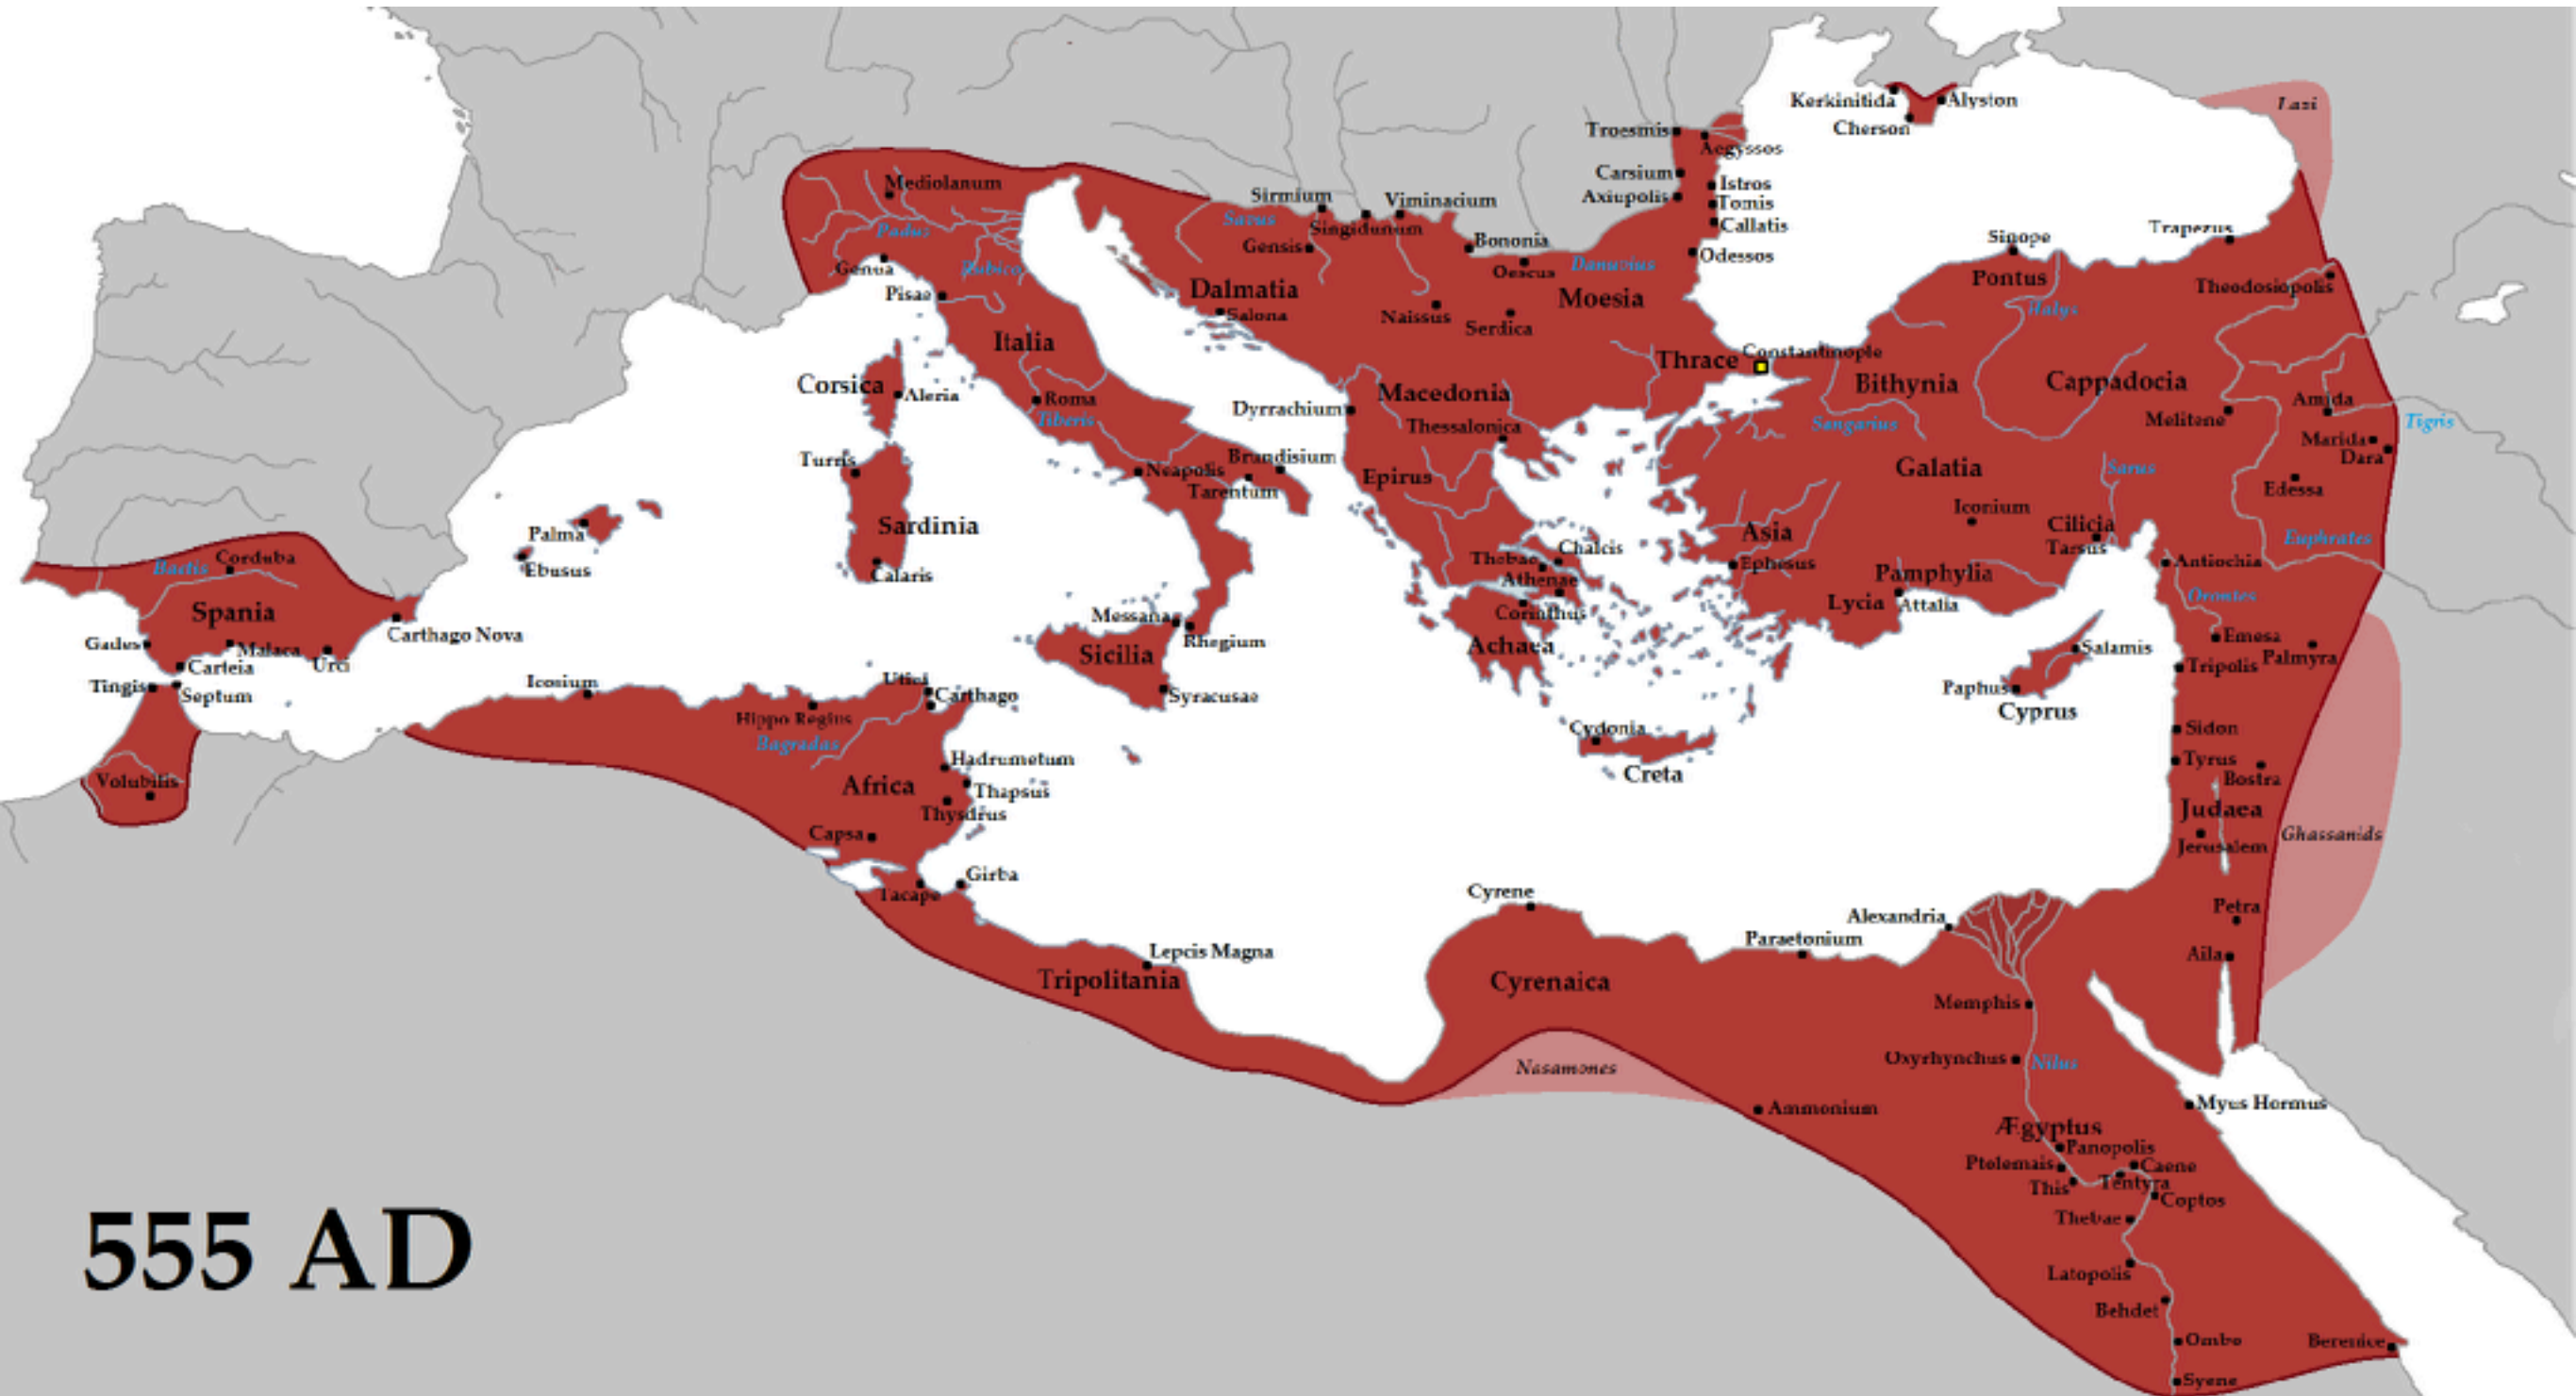 Kerkinitida
Alyston
Cherson
Lazi
Troesmis
Aegyssos
Carsium
Axiupolis
Istros
Tomis
Callatis
Odessos
Mediolanum
Padus
Genua
Rubico
Pisae
Sirmium
Savus
Singidunum
Viminacium
Gensis
Bononia
Oescus
Danuvius
Dalmatia
Salona
Naissus
Serdica
Moesia
Sinope
Trapezus
Pontus
Halys
Theodosiopolis
Italia
Corsica
Aleria
Roma
Tiberis
Thrace
Constantinople
Bithynia
Cappadocia
Macedonia
Dyrrachium
Thessalonica
Sangarius
Melitene
Amida
Tigris
Marida
Dara
Edessa
Turris
Neapolis
Brundisium
Tarentum
Epirus
Galatia
Sarus
Iconium
Sardinia
Calaris
Palma
Ebusus
Asia
Cilicia
Tarsus
Euphrates
Corduba
Baetis
Thebae
Chalcis
Athenae
Corinthus
Ephesus
Pamphylia
Lycia
Attalia
Antiochia
Orontes
Spania
Carthago Nova
Gades
Malaca
Urci
Carteia
Tingis
Septum
Messana
Rhegium
Sicilia
Syracusae
Achaea
Salamis
Emesa
Palmyra
Tripolis
Paphus
Cyprus
Icosium
Utici
Carthago
Hippo Regius
Bagradas
Cydonia
Creta
Sidon
Tyrus
Bostra
Volubilis
Hadrumetum
Africa
Thapsus
Thysdrus
Capsa
Judaea
Jerusalem
Ghassanids
Tacape
Girba
Cyrene
Alexandria
Petra
Paraetonium
Aila
Lepcis Magna
Tripolitania
Cyrenaica
Memphis
Nasamones
Oxyrhynchus
Nilus
Ammonium
Myus Hormus
Ægyptus
Panopolis
Ptolemais
Caene
This
Tentyra
Coptos
Thebae
Latopolis
Behdet
Ombo
Berenice
Syene
555 AD